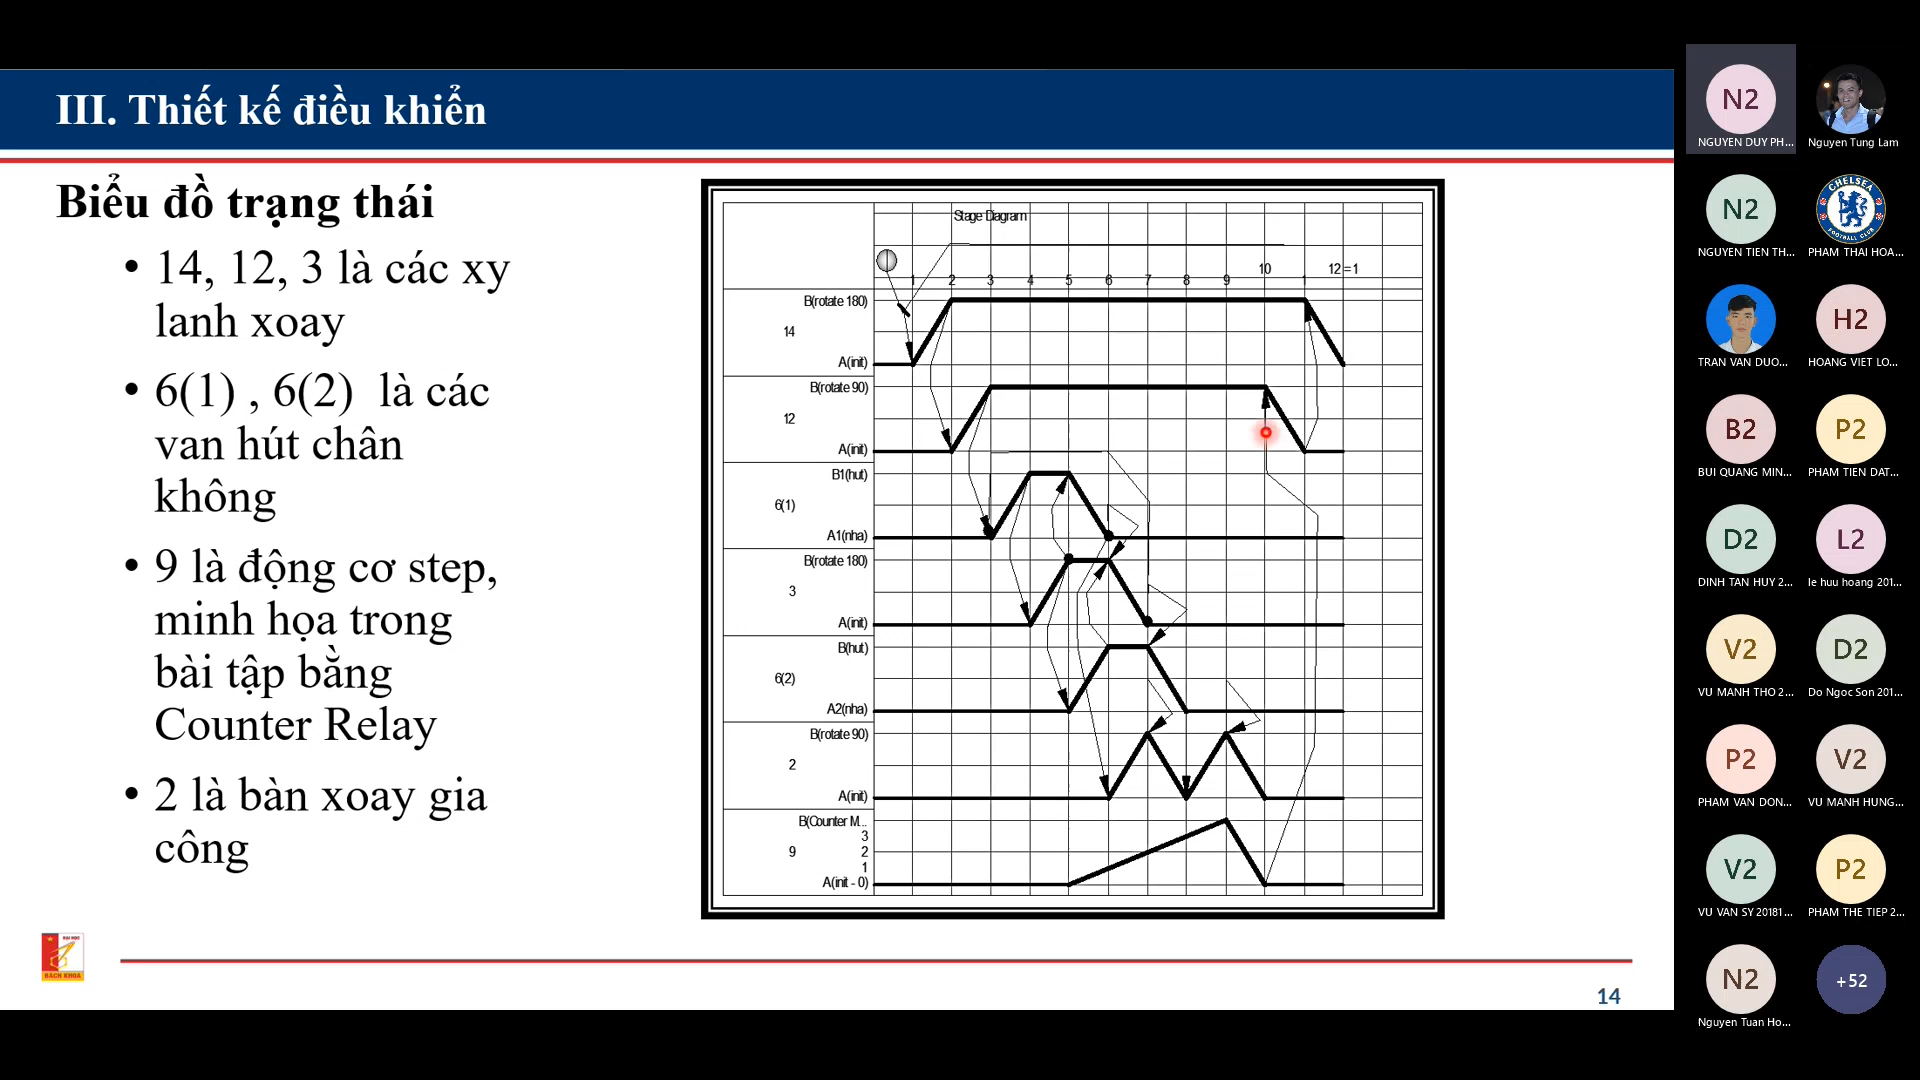 III. Thiết kế điều khiển
Biểu đồ trạng thái
• 14, 12, 3 là các xy
lanh xoay
• 6(1) , 6(2) là các
van hút chân
không
• 9 là động cơ step,
minh họa trong
bài tập bằng
Counter Relay
• 2 là bàn xoay gia
công
Stage Diagram
1 2 3 4 5 6 7 8 9 10 1 12=1
B(rotate 180)
14
A(init)
B(rotate 90)
12
A(init)
B1(hut)
6(1)
A1(nha)
B(rotate 180)
3
A(init)
B(hut)
6(2)
A2(nha)
B(rotate 90)
2
A(init)
B(Counter M...
3
9 2
1
A(init - 0)
ĐẠI HỌC
BÁCH KHOA
14
N2
NGUYEN DUY PH...
Nguyen Tung Lam
N2
NGUYEN TIEN TH...
CHELSEA
FOOTBALL CLUB
PHAM THAI HOA...
TRAN VAN DUO...
H2
HOANG VIET LO...
B2
BUI QUANG MIN...
P2
PHAM TIEN DAT...
D2
DINH TAN HUY 2...
L2
le huu hoang 201...
V2
VU MANH THO 2...
D2
Do Ngoc Son 201...
P2
PHAM VAN DON...
V2
VU MANH HUNG...
V2
VU VAN SY 20181...
P2
PHAM THE TIEP 2...
N2
Nguyen Tuan Ho...
+52